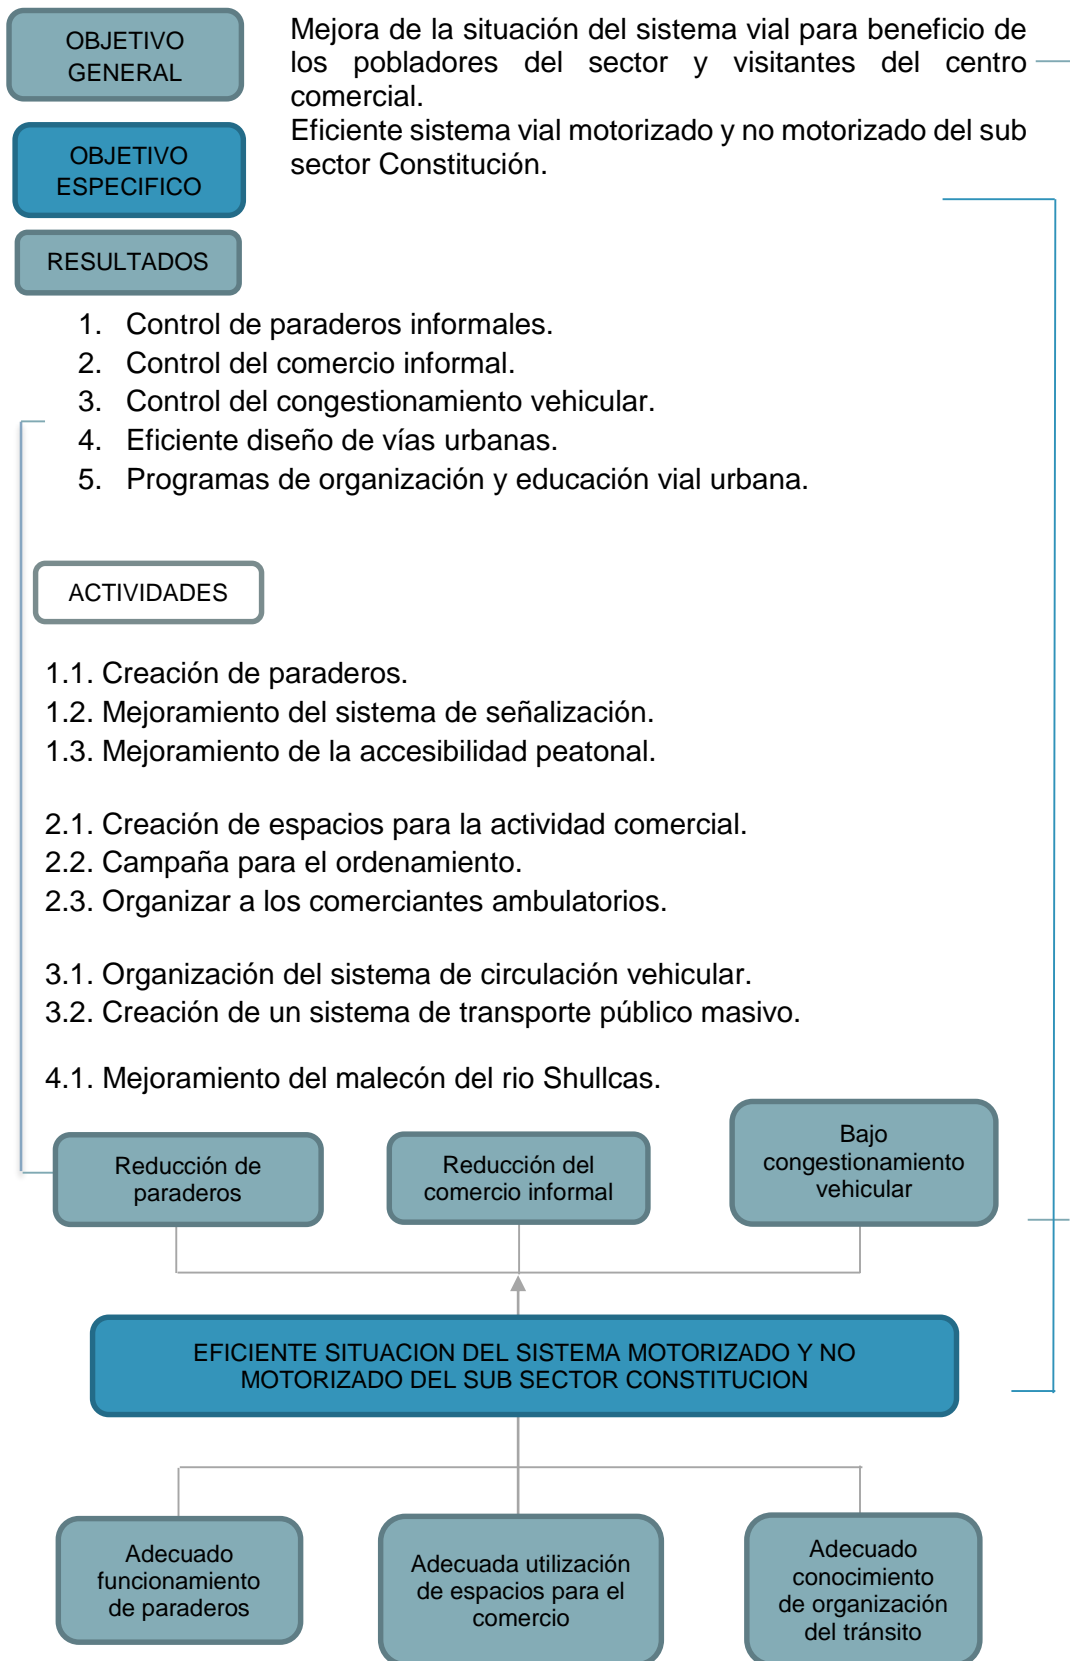 OBJETIVO
GENERAL
Mejora de la situación del sistema vial para beneficio de
los pobladores del sector y visitantes del centro
comercial.
OBJETIVO
ESPECIFICO
Eficiente sistema vial motorizado y no motorizado del sub
sector Constitución.
RESULTADOS
1. Control de paraderos informales.
2. Control del comercio informal.
3. Control del congestionamiento vehicular.
4. Eficiente diseño de vías urbanas.
5. Programas de organización y educación vial urbana.
ACTIVIDADES
1.1. Creación de paraderos.
1.2. Mejoramiento del sistema de señalización.
1.3. Mejoramiento de la accesibilidad peatonal.
2.1. Creación de espacios para la actividad comercial.
2.2. Campaña para el ordenamiento.
2.3. Organizar a los comerciantes ambulatorios.
3.1. Organización del sistema de circulación vehicular.
3.2. Creación de un sistema de transporte público masivo.
4.1. Mejoramiento del malecón del rio Shullcas.
Reducción de
paraderos
Reducción del
comercio informal
Bajo
congestionamiento
vehicular
EFICIENTE SITUACION DEL SISTEMA MOTORIZADO Y NO
MOTORIZADO DEL SUB SECTOR CONSTITUCION
Adecuado
funcionamiento
de paraderos
Adecuada utilización
de espacios para el
comercio
Adecuado
conocimiento
de organización
del tránsito